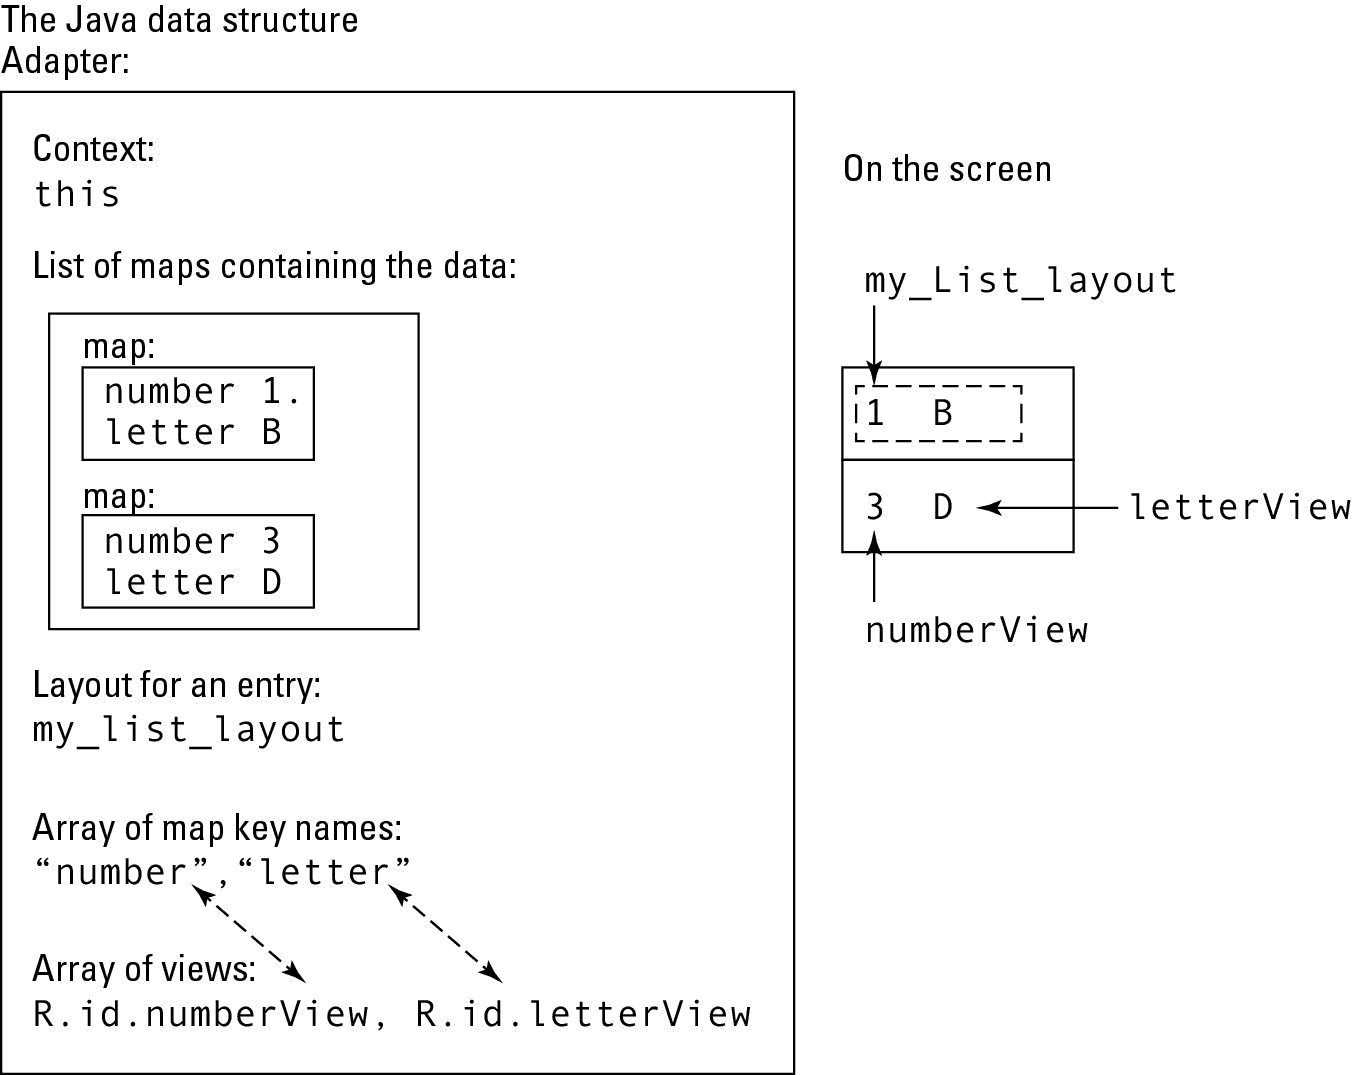 The Java data structure
Adapter:
Context:
this
List of maps containing the data:
map:
number 1.
letter B
map:
number 3
letter D
Layout for an entry:
my_list_layout
Array of map key names:
“number”,“letter”
Array of views:
R.id.numberView, R.id.letterView
On the screen
my_List_layout
1 B
3 D
letterView
numberView